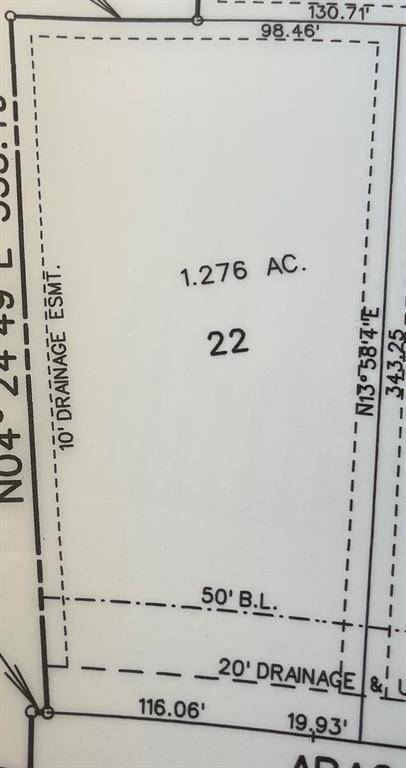 130.71'
98.46'
1.276 AC.
22
10' DRAINAGE ESMT.
N04° 24' 49" E
N13° 58'4"E
343.25
50' B.L.
20' DRAINAGE &
116.06'
19.93'